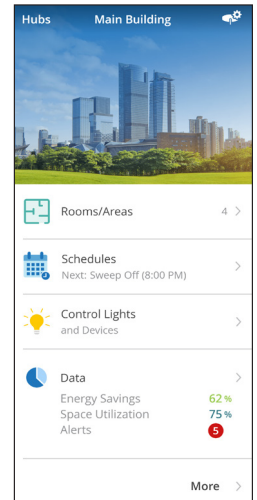 Hubs Main Building
Rooms/Areas 4
Schedules
Next: Sweep Off (8:00 PM)
Control Lights
and Devices
Data
Energy Savings 62 %
Space Utilization 75 %
Alerts 5
More